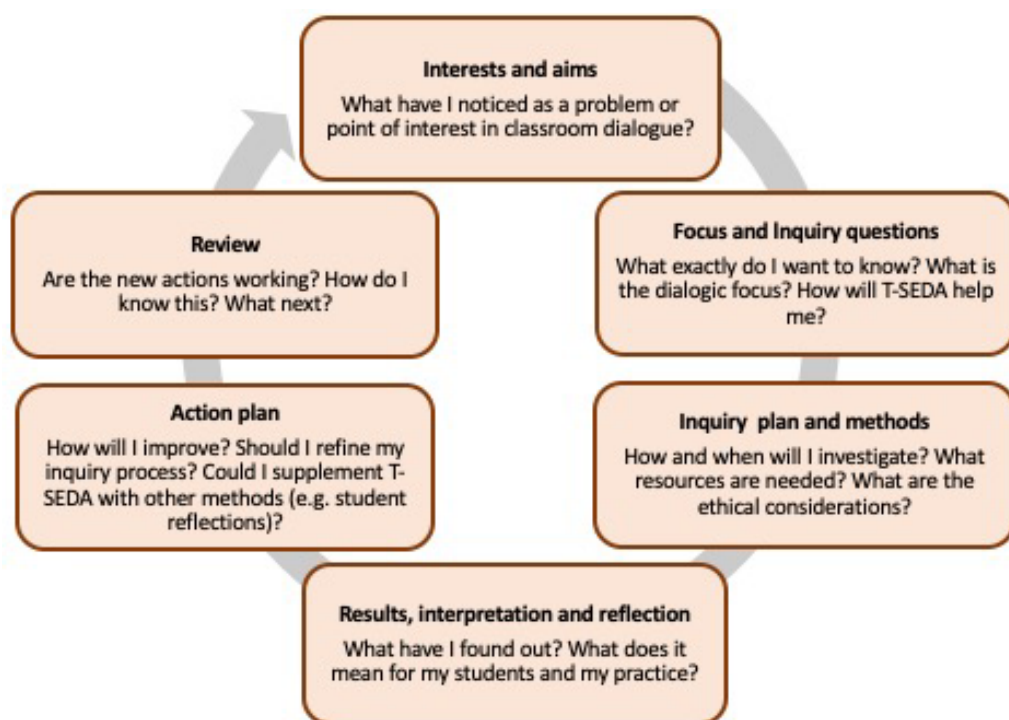 Interests and aims
What have I noticed as a problem or
point of interest in classroom dialogue?
Focus and Inquiry questions
What exactly do I want to know? What is
the dialogic focus? How will T-SEDA help
me?
Inquiry plan and methods
How and when will I investigate? What
resources are needed? What are the
ethical considerations?
Results, interpretation and reflection
What have I found out? What does it
mean for my students and my practice?
Action plan
How will I improve? Should I refine my
inquiry process? Could I supplement T-
SEDA with other methods (e.g. student
reflections)?
Review
Are the new actions working? How do I
know this? What next?